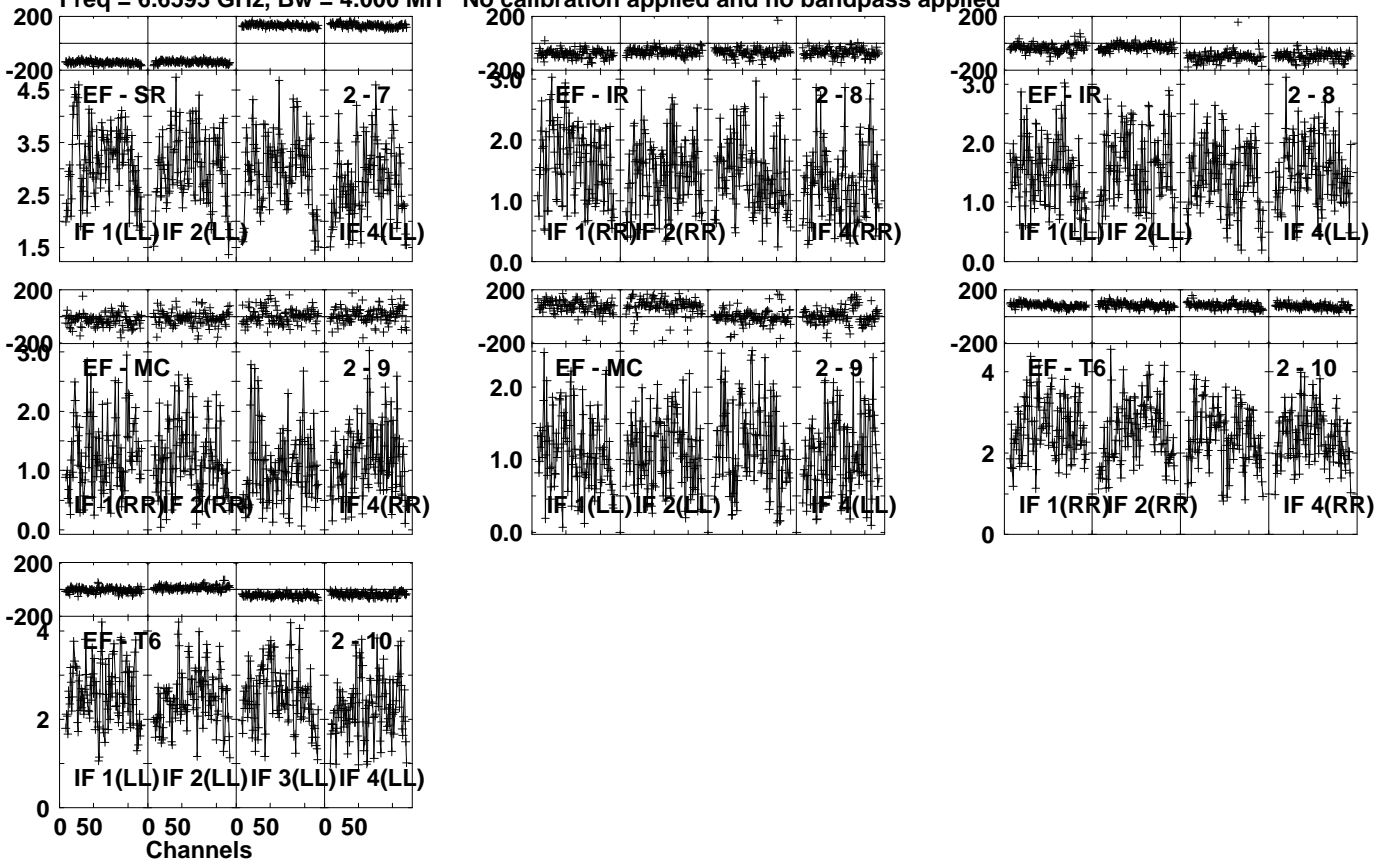 Freq = 6.6593 GHz, Bw = 4.000 MH No calibration applied and no bandpass applied
200
-200
4.5
3.5
2.5
1.5
EF - SR
2 - 7
IF 1(LL)
IF 2(LL)
IF 4(LL)
-200
3.0
2.0
1.0
0.0
EF - IR
2 - 8
IF 1(RR)
IF 2(RR)
IF 4(RR)
200
-200
3.0
2.0
1.0
0.0
EF - IR
2 - 8
IF 1(LL)
IF 2(LL)
IF 4(LL)
200
-200
3.0
2.0
1.0
0.0
EF - MC
2 - 9
IF 1(RR)
IF 2(RR)
IF 4(RR)
200
-200
2.0
1.0
0.0
EF - MC
2 - 9
IF 1(LL)
IF 2(LL)
IF 4(LL)
200
-200
4
2
0
EF - T6
2 - 10
IF 1(RR)
IF 2(RR)
IF 4(RR)
200
-200
4
2
0
EF - T6
2 - 10
IF 1(LL)
IF 2(LL)
IF 3(LL)
IF 4(LL)
0 50
0 50
0 50
0 50
Channels